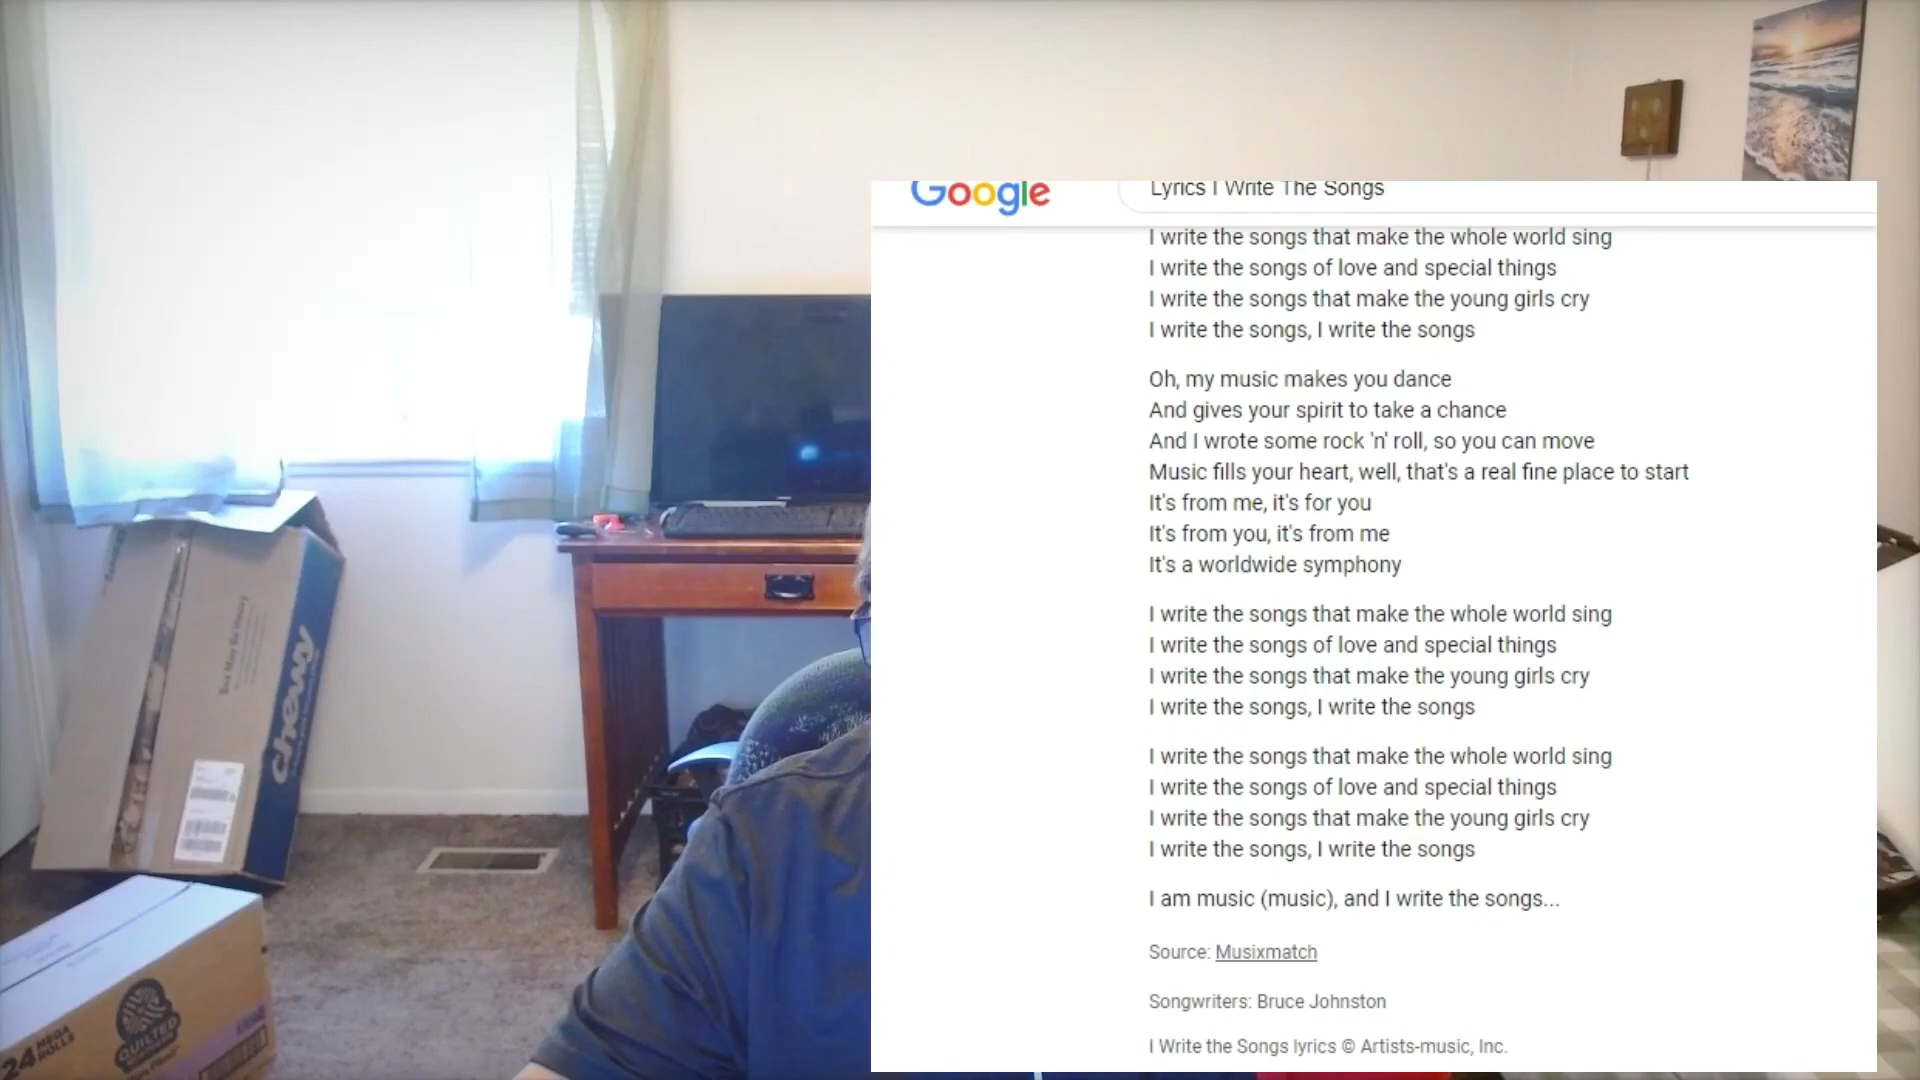 Google
Lyrics I Write The Songs
I write the songs that make the whole world sing
I write the songs of love and special things
I write the songs that make the young girls cry
I write the songs, I write the songs
Oh, my music makes you dance
And gives your spirit to take a chance
And I wrote some rock 'n' roll, so you can move
Music fills your heart, well, that's a real fine place to start
It's from me, it's for you
It's from you, it's from me
It's a worldwide symphony
I write the songs that make the whole world sing
I write the songs of love and special things
I write the songs that make the young girls cry
I write the songs, I write the songs
I write the songs that make the whole world sing
I write the songs of love and special things
I write the songs that make the young girls cry
I write the songs, I write the songs
I am music (music), and I write the songs...
Source: Musixmatch
Songwriters: Bruce Johnston
I Write the Songs lyrics © Artists-music, Inc.
Box May Be Heavy
chewy
24 MEGA ROLLS
QUILTED